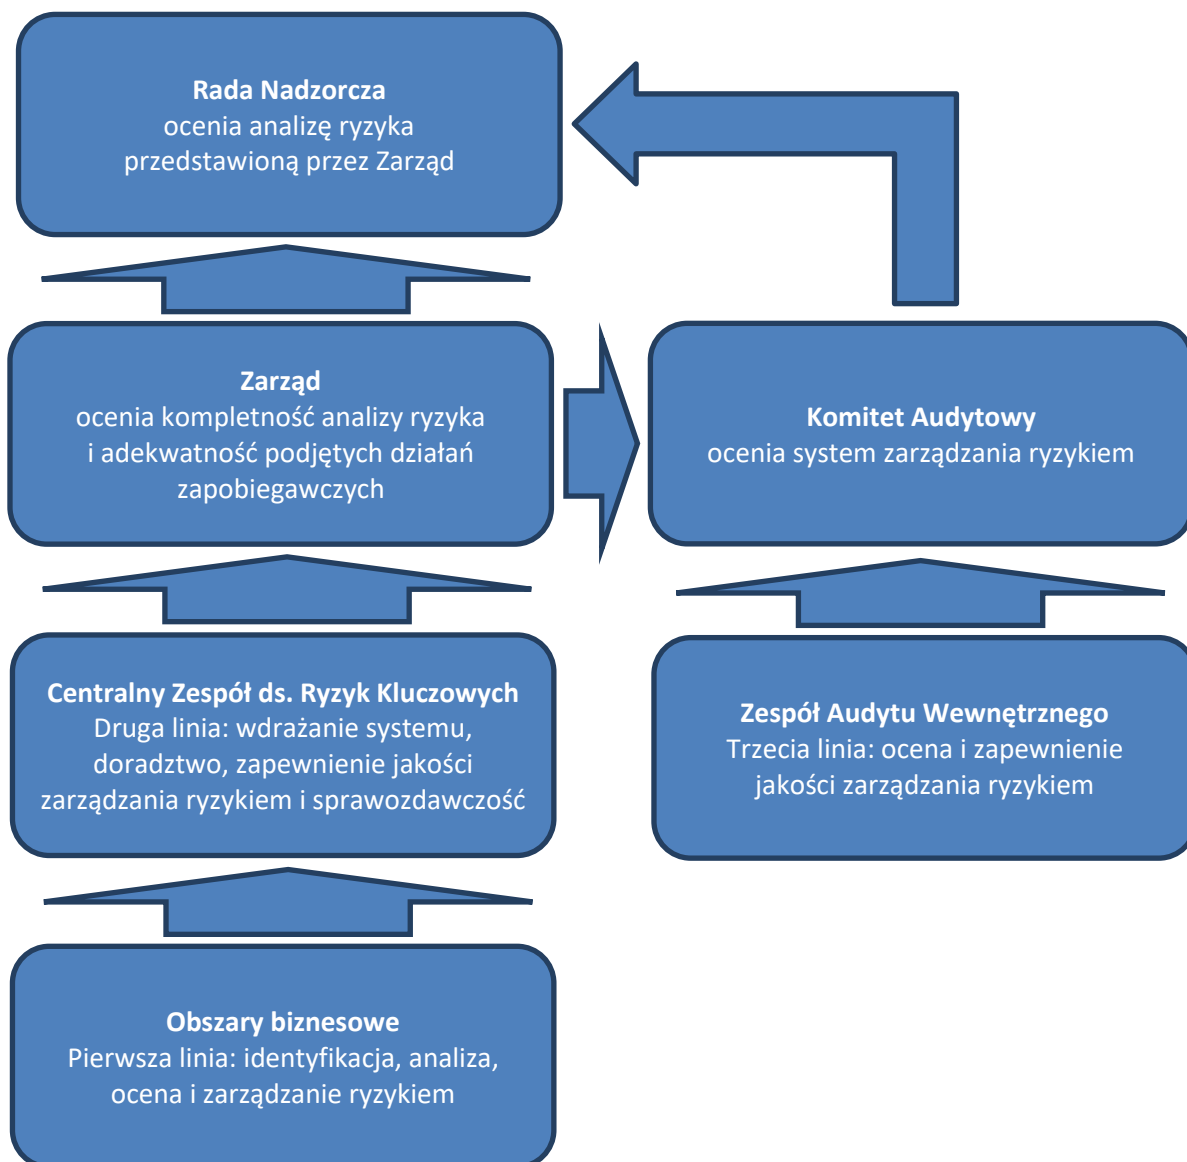 Rada Nadzorcza
ocenia analizę ryzyka
przedstawioną przez Zarząd
Zarząd
ocenia kompletność analizy ryzyka
i adekwatność podjętych działań
zapobiegawczych
Komitet Audytowy
ocenia system zarządzania ryzykiem
Centralny Zespół ds. Ryzyk Kluczowych
Druga linia: wdrażanie systemu,
doradztwo, zapewnienie jakości
zarządzania ryzykiem i sprawozdawczość
Zespół Audytu Wewnętrznego
Trzecia linia: ocena i zapewnienie
jakości zarządzania ryzykiem
Obszary biznesowe
Pierwsza linia: identyfikacja, analiza,
ocena i zarządzanie ryzykiem